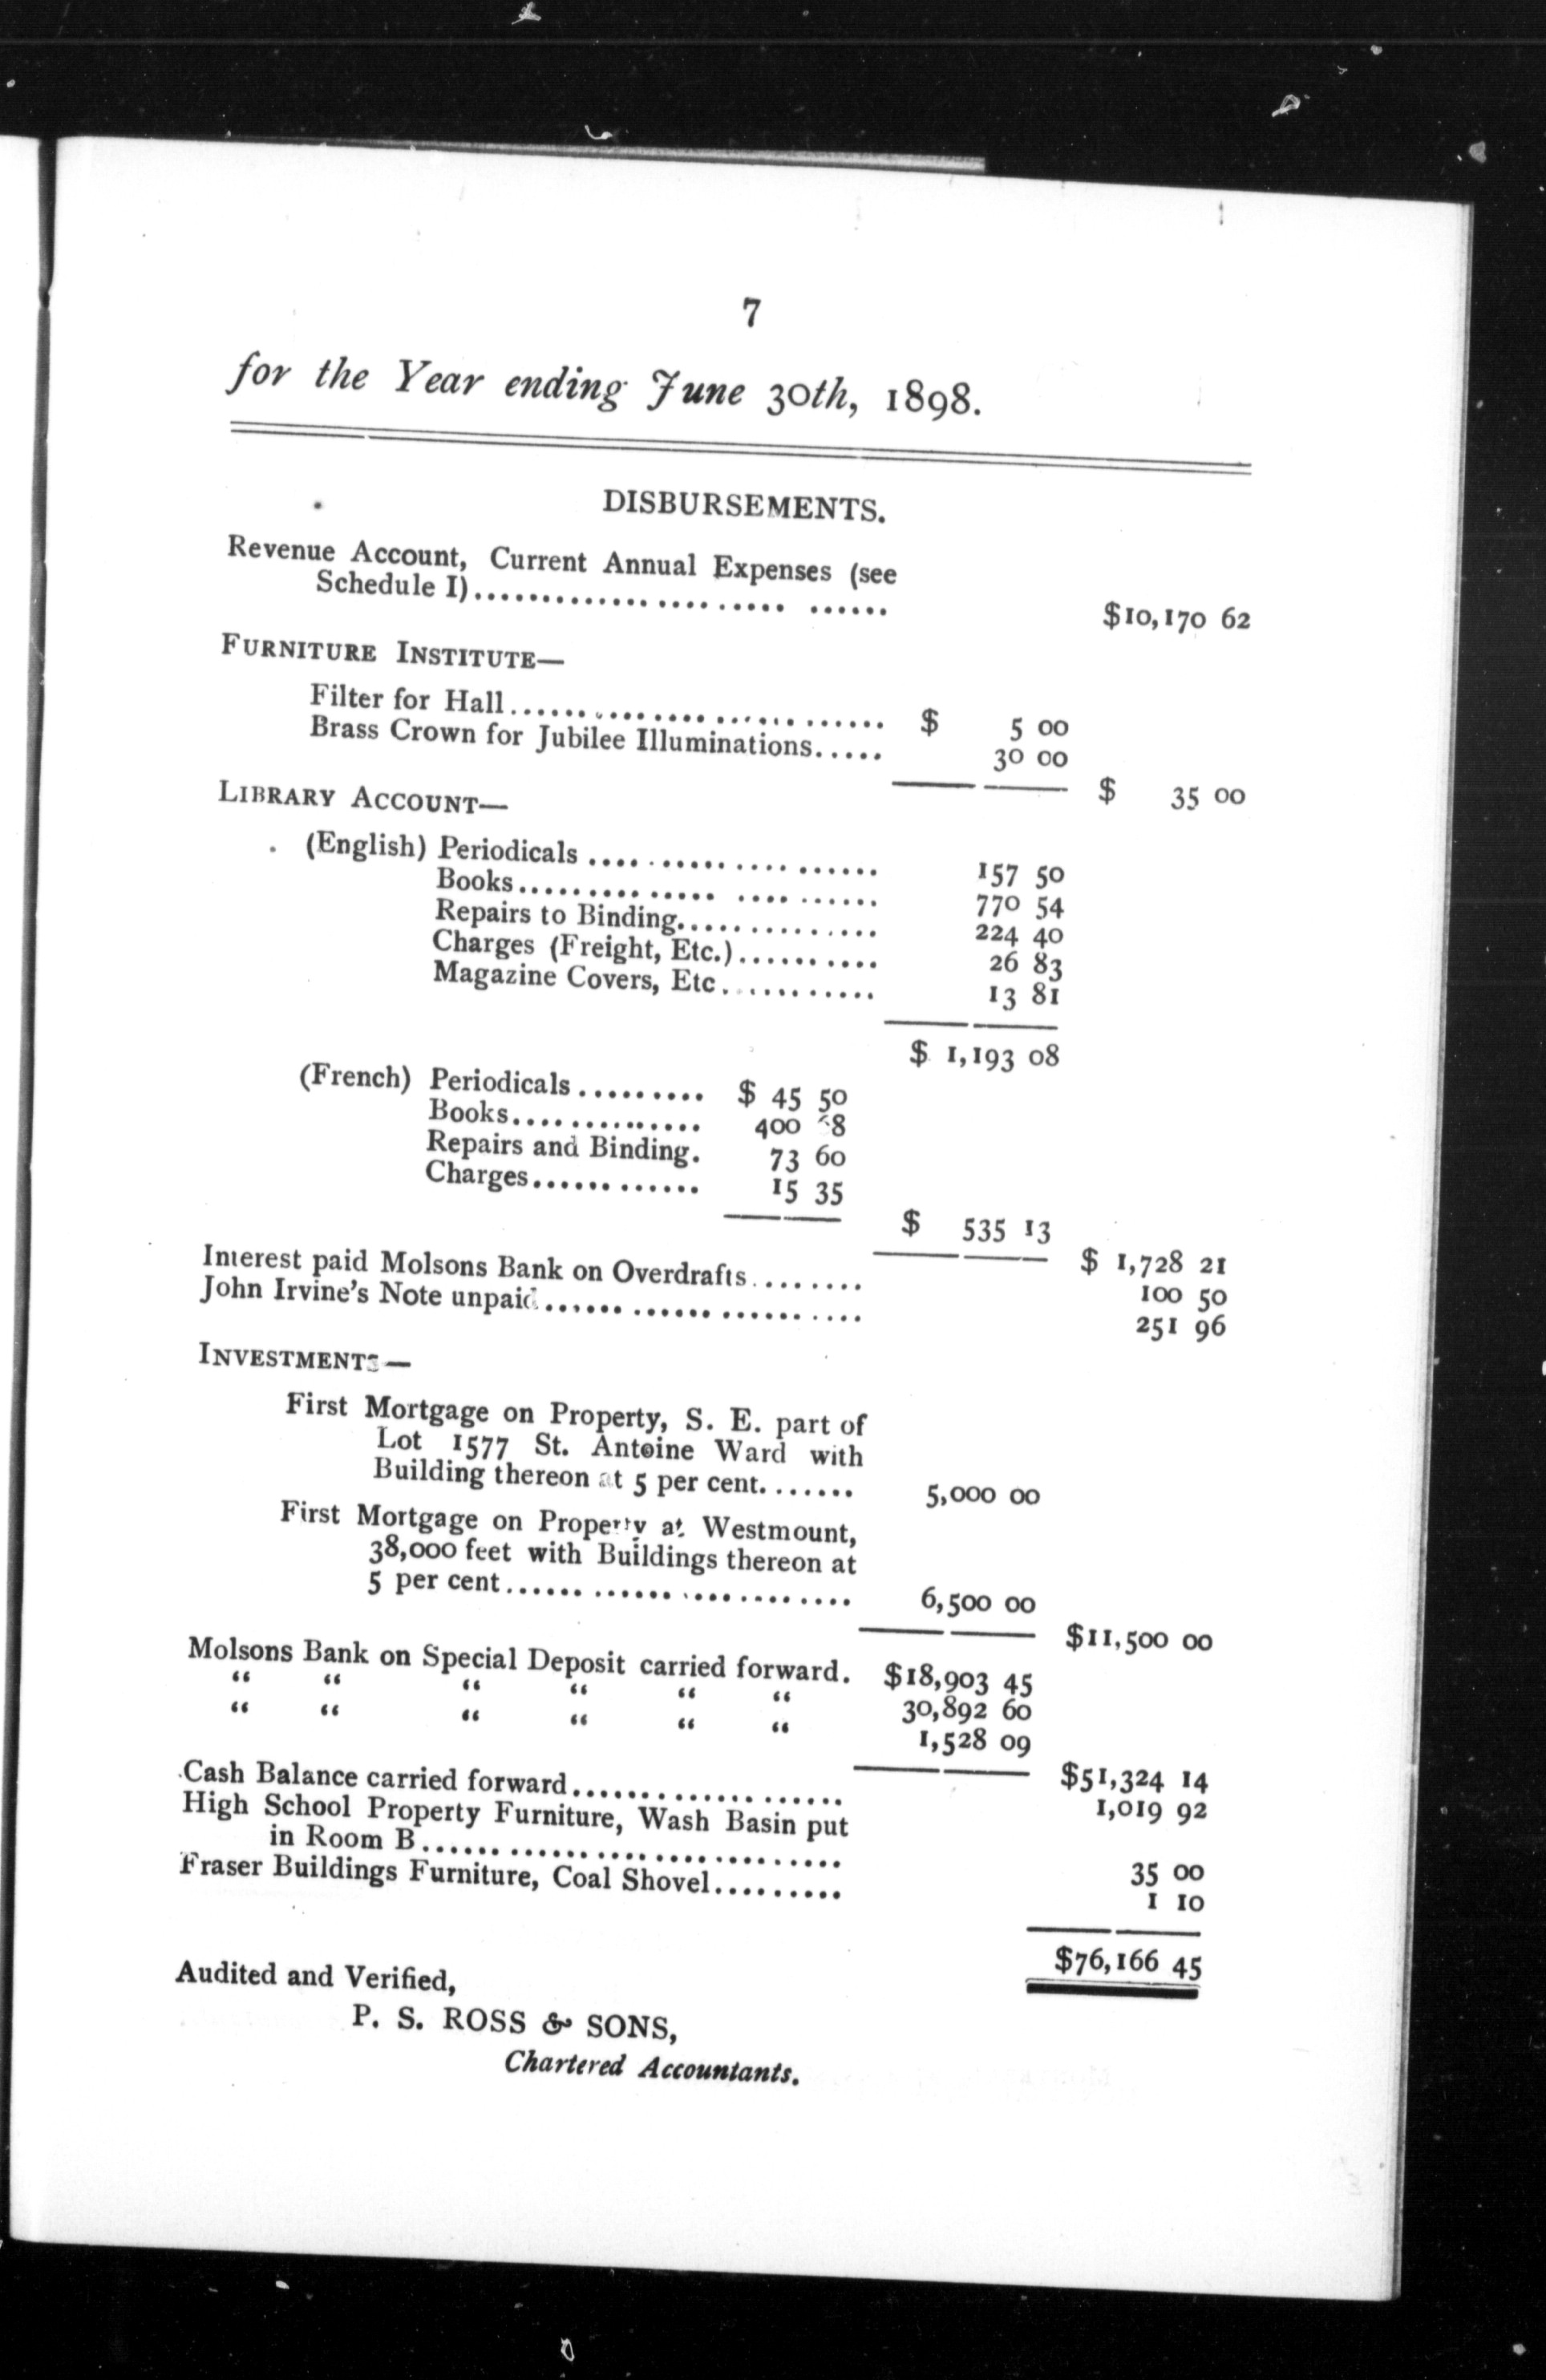 7
for the Year ending June 30th, 1898.
DISBURSEMENTS.
Revenue Account, Current Annual Expenses (see
Schedule I)........................ ...... $10,170 62
FURNITURE INSTITUTE—
Filter for Hall........................... $ 5 00
Brass Crown for Jubilee Illuminations..... 30 00
$ 35 00
LIBRARY ACCOUNT—
(English) Periodicals .................... 157 50
Books........................ 770 54
Repairs to Binding............... 224 40
Charges (Freight, Etc.).......... 26 83
Magazine Covers, Etc........... 13 81
$ 1,193 08
(French) Periodicals ......... $ 45 50
Books.............. 400 8
Repairs and Binding. 73 60
Charges............ 15 35
$ 535 13
$ 1,728 21
Interest paid Molsons Bank on Overdrafts........ 100 50
John Irvine's Note unpaid...................... 251 96
INVESTMENTS—
First Mortgage on Property, S. E. part of
Lot 1577 St. Antoine Ward with
Building thereon at 5 per cent....... 5,000 00
First Mortgage on Property at Westmount,
38,000 feet with Buildings thereon at
5 per cent........................ 6,500 00
$11,500 00
Molsons Bank on Special Deposit carried forward. $18,903 45
“ “ “ “ “ “ 30,892 60
“ “ “ “ “ “ 1,528 09
$51,324 14
Cash Balance carried forward.................... 1,019 92
High School Property Furniture, Wash Basin put
in Room B............................... 35 00
Fraser Buildings Furniture, Coal Shovel......... 1 10
$76,166 45
Audited and Verified,
P. S. ROSS & SONS,
Chartered Accountants.